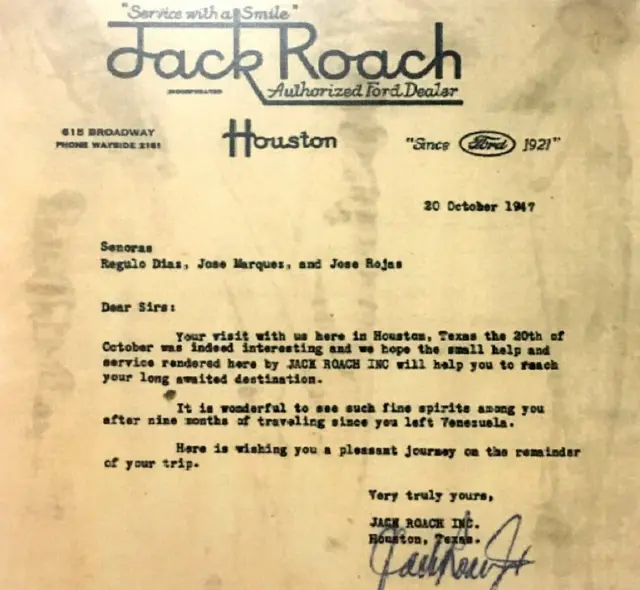 "Service with a Smile"
Jack Roach
INCORPORATED
Authorized Ford Dealer
615 BROADWAY
PHONE WAYSIDE 2161
Houston
"Since Ford 1921"
20 October 1947
Senoras
Regulo Diaz, Jose Marquez, and Jose Rojas
Dear Sirs:
Your visit with us here in Houston, Texas the 20th of
October was indeed interesting and we hope the small help and
service rendered here by JACK ROACH INC will help you to reach
your long awaited destination.
It is wonderful to see such fine spirits among you
after nine months of traveling since you left Venezuela.
Here is wishing you a pleasant journey on the remainder
of your trip.
Very truly yours,
JACK ROACH INC.
Houston, Texas.
Jack Roach Jr